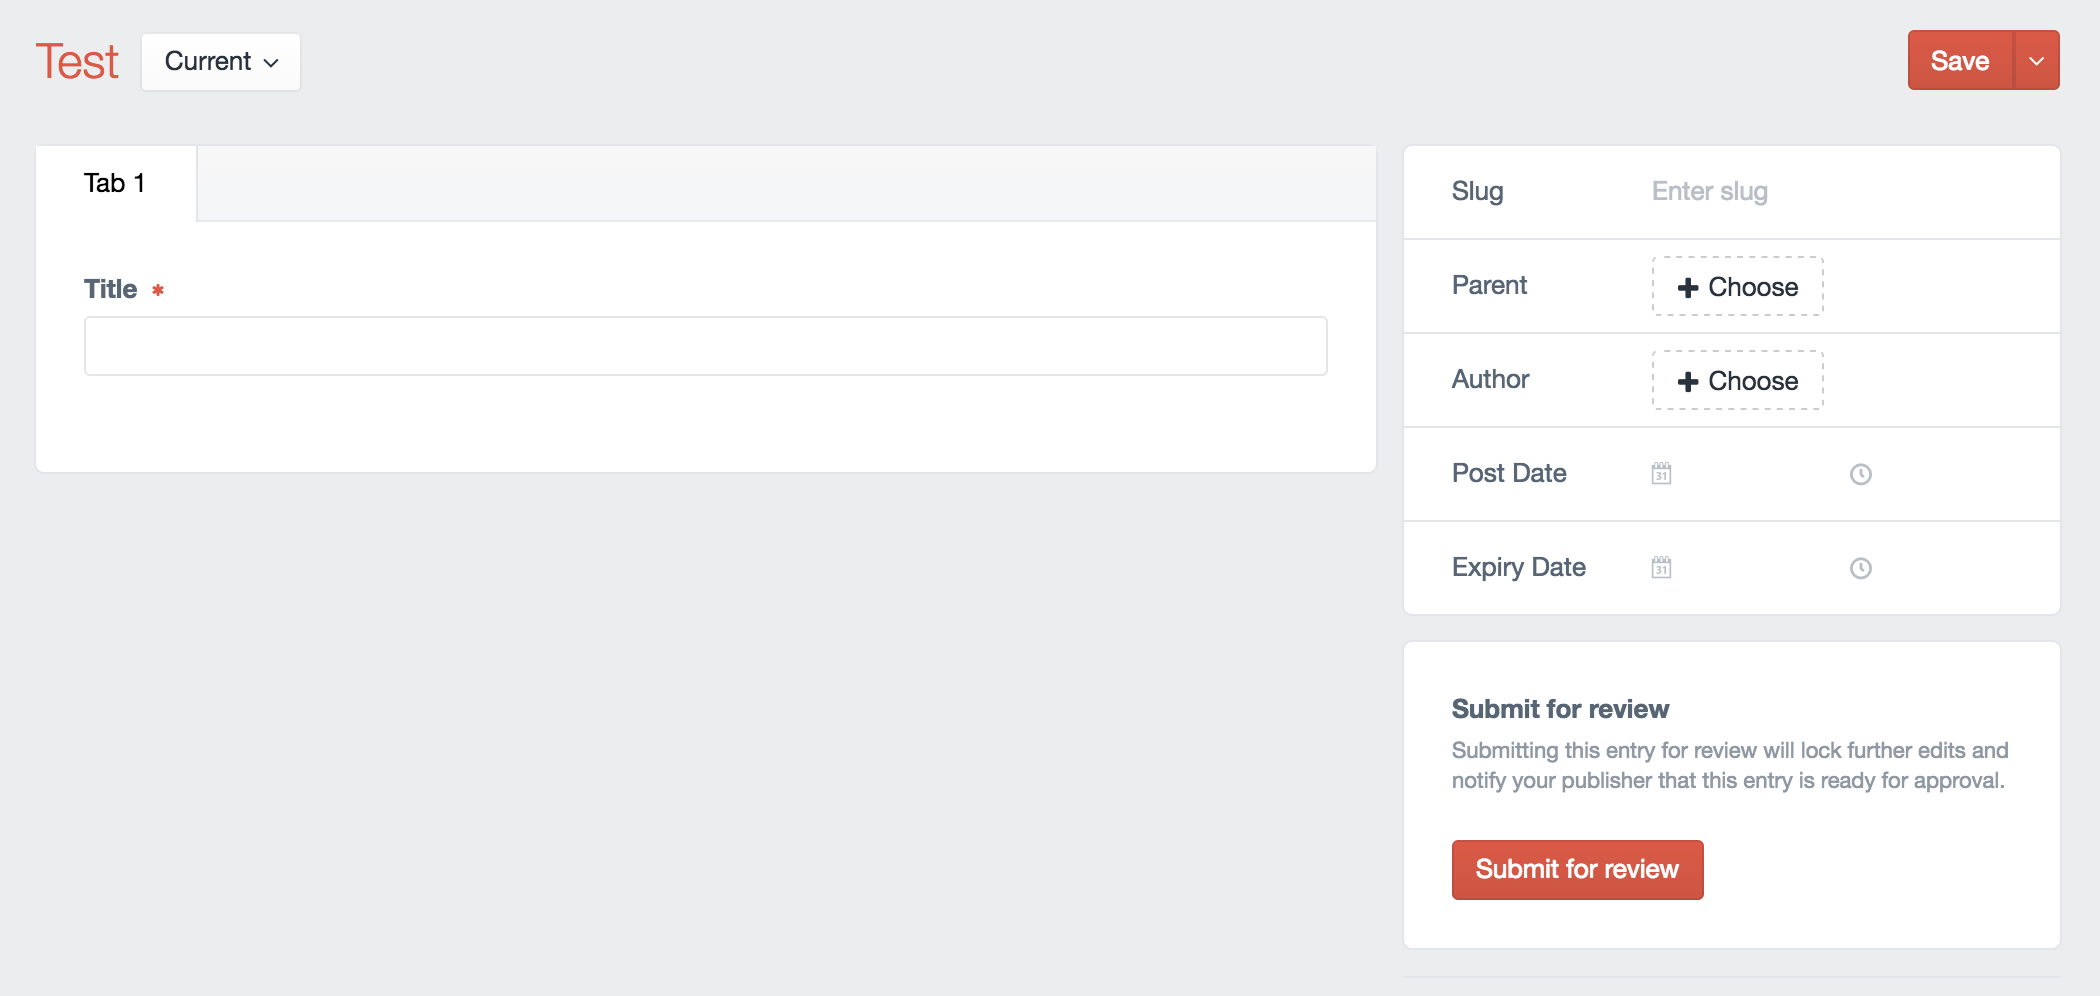 Test
Current
Save
Tab 1
Title *
Slug
Enter slug
Parent
Choose
Author
Choose
Post Date
31
Expiry Date
31
Submit for review
Submitting this entry for review will lock further edits and
notify your publisher that this entry is ready for approval.
Submit for review